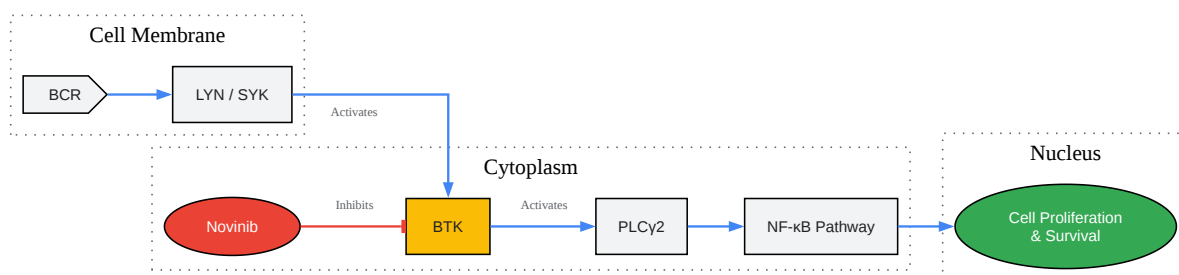 Cell Membrane
BCR
LYN / SYK
Activates
Cytoplasm
Novinib
Inhibits
BTK
Activates
PLCγ2
NF-κB Pathway
Nucleus
Cell Proliferation
& Survival